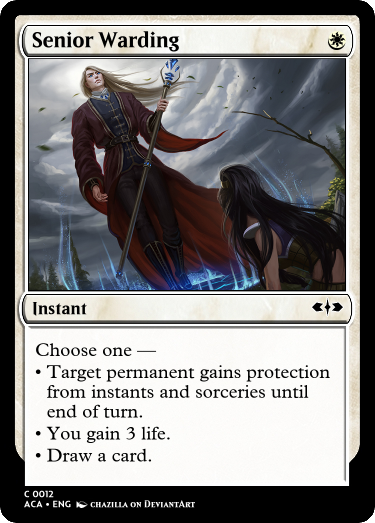 Senior Warding
Instant
Choose one —
• Target permanent gains protection
from instants and sorceries until
end of turn.
• You gain 3 life.
• Draw a card.
C 0012
ACA • ENG CHAZILLA ON DEVIANTART